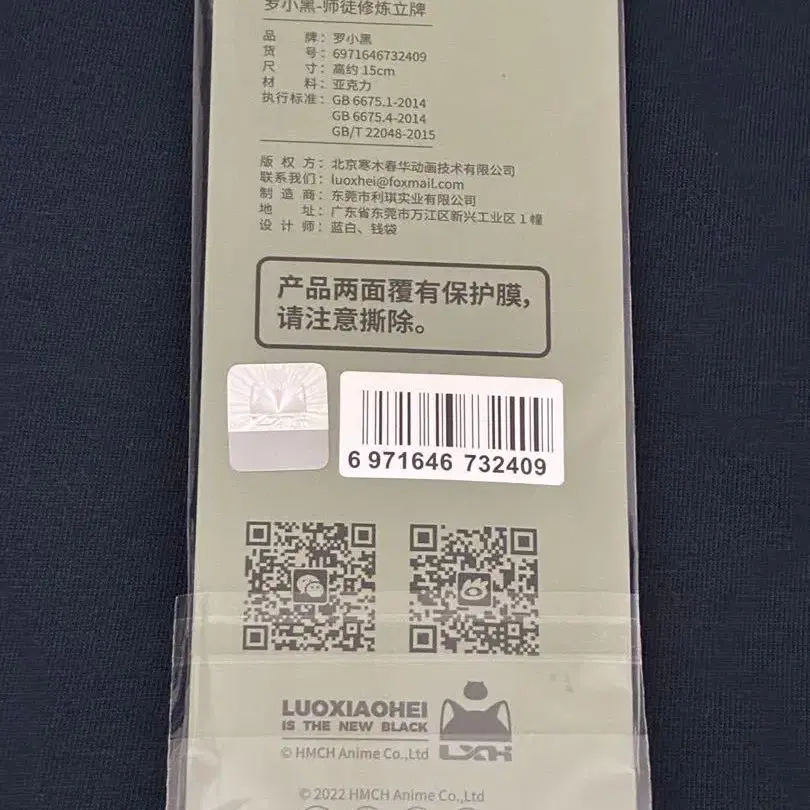 罗小黑-师徒修炼立牌
品 牌：罗小黑
货 号：6971646732409
尺 寸：高约 15cm
材 料：亚克力
执行标准：GB 6675.1-2014
GB 6675.4-2014
GB/T 22048-2015
版 权 方：北京寒木春华动画技术有限公司
联系我们：luoxhei@foxmail.com
制 造 商：东莞市利琪实业有限公司
地 址：广东省东莞市万江区新兴工业区 1 幢
设 计 师：蓝白、钱袋
产品两面覆有保护膜，
请注意撕除。
6 971646 732409
LUOXIAOHEI
IS THE NEW BLACK
LXH
© HMCH Anime Co.,Ltd
© 2022 HMCH Anime Co.,Ltd